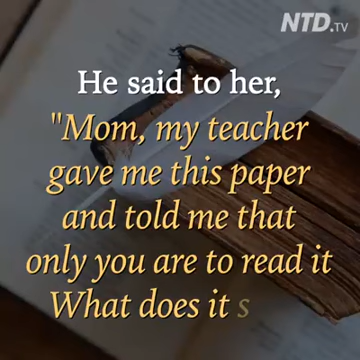 NTD.TV
He said to her,
"Mom, my teacher
gave me this paper
and told me that
only you are to read it
What does it s